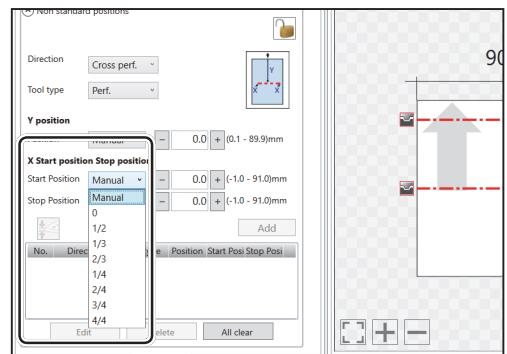 Non standard positions
Direction Cross perf.
Y
X X
Tool type Perf.
Y position
Position Manual − 0.0 + (0.1 - 89.9)mm
X Start position Stop position
Start Position Manual − 0.0 + (-1.0 - 91.0)mm
Stop Position Manual − 0.0 + (-1.0 - 91.0)mm
0
1/2
Add
1/3
No. Direc e Position Start Posi Stop Posi
2/3
1/4
2/4
3/4
4/4
Edit elete All clear
90